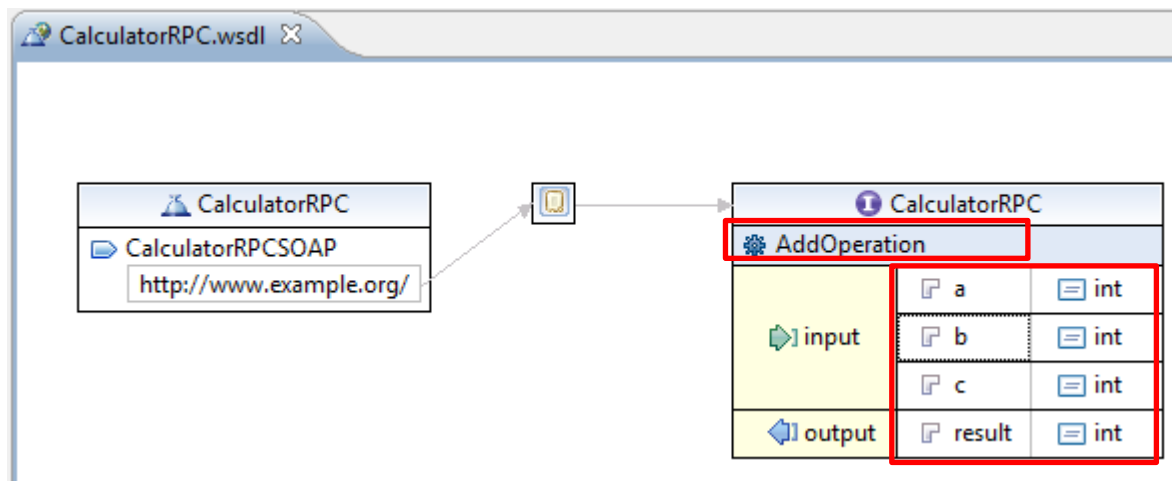 CalculatorRPC.wsdl
CalculatorRPC
CalculatorRPCSOAP
http://www.example.org/
I CalculatorRPC
AddOperation
input
a int
b int
c int
output result int